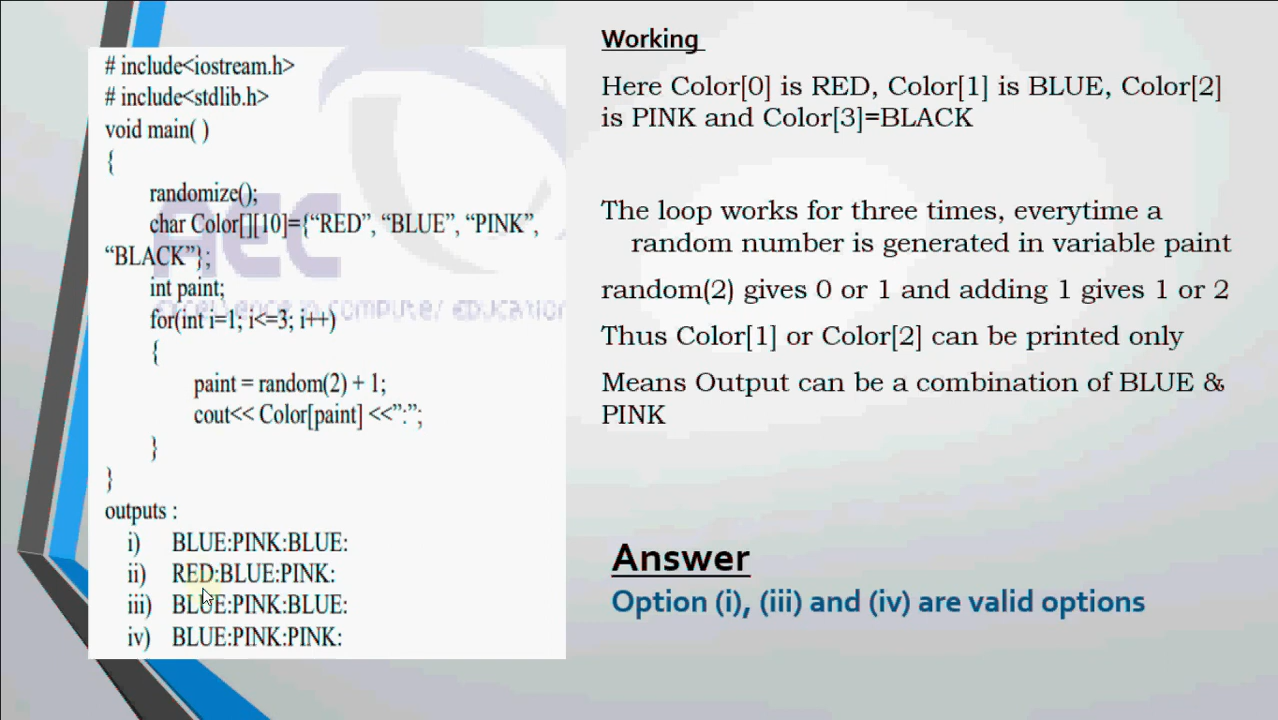 # include<iostream.h>
# include<stdlib.h>
void main( )
{
randomize();
char Color[][10]={“RED”, “BLUE”, “PINK”,
“BLACK”};
int paint;
for(int i=1; i<=3; i++)
{
paint = random(2) + 1;
cout<< Color[paint] <<”:”;
}
}
outputs :
i) BLUE:PINK:BLUE:
ii) RED:BLUE:PINK:
iii) BLUE:PINK:BLUE:
iv) BLUE:PINK:PINK:
AEC
EXCELLENCE IN COMPUTER EDUCATION
Working
Here Color[0] is RED, Color[1] is BLUE, Color[2]
is PINK and Color[3]=BLACK
The loop works for three times, everytime a
random number is generated in variable paint
random(2) gives 0 or 1 and adding 1 gives 1 or 2
Thus Color[1] or Color[2] can be printed only
Means Output can be a combination of BLUE &
PINK
Answer
Option (i), (iii) and (iv) are valid options